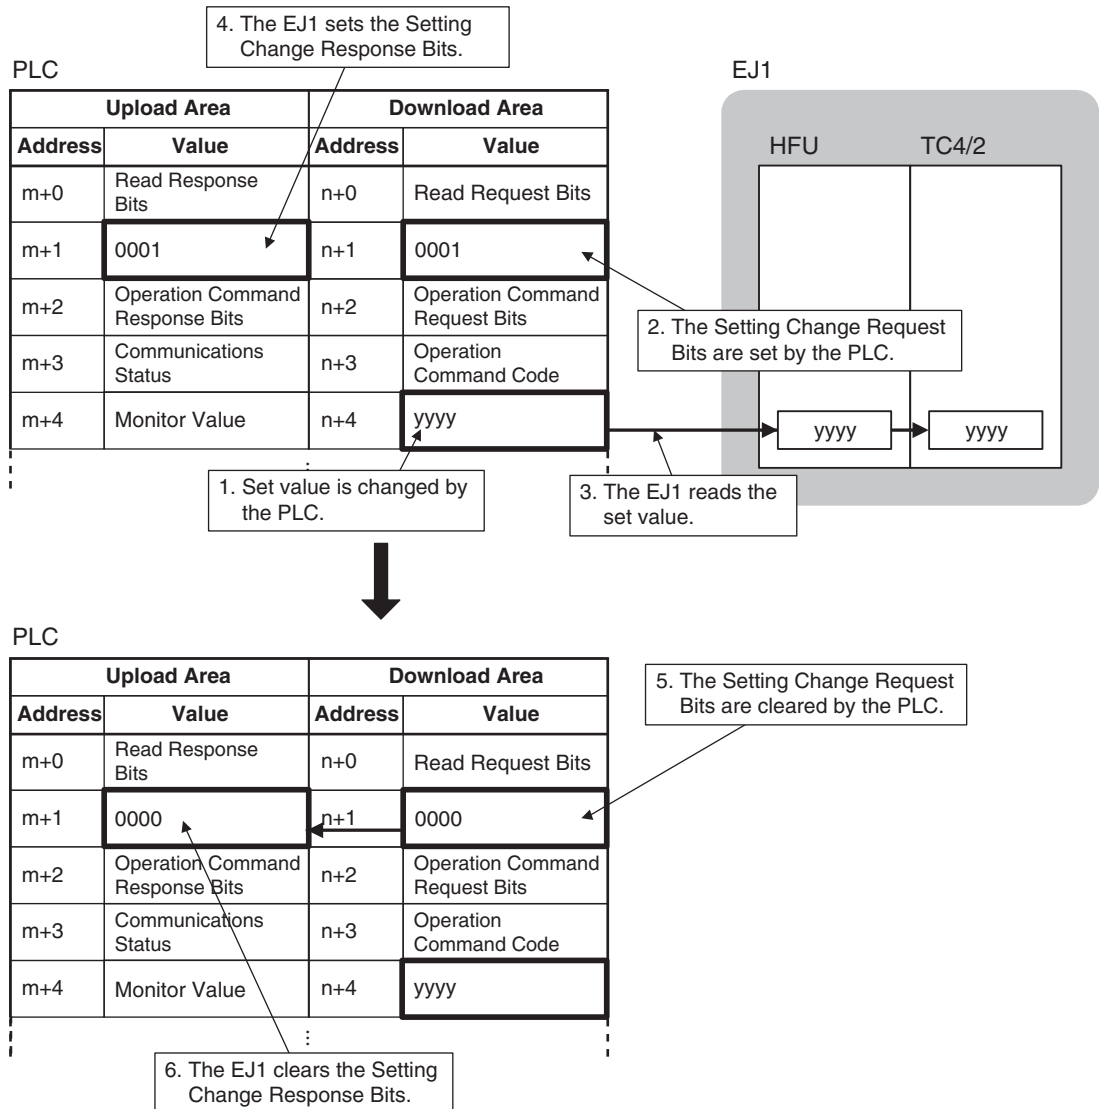 4. The EJ1 sets the Setting
Change Response Bits.
PLC
EJ1
Upload Area Download Area
Address Value Address Value
HFU TC4/2
m+0 Read Response
Bits n+0 Read Request Bits
m+1 0001 n+1 0001
m+2 Operation Command
Response Bits n+2 Operation Command
Request Bits
2. The Setting Change Request
Bits are set by the PLC.
m+3 Communications
Status n+3 Operation
Command Code
m+4 Monitor Value n+4 yyyy
yyyy yyyy
1. Set value is changed by
the PLC.
3. The EJ1 reads the
set value.
PLC
Upload Area Download Area
5. The Setting Change Request
Bits are cleared by the PLC.
Address Value Address Value
m+0 Read Response
Bits n+0 Read Request Bits
m+1 0000 n+1 0000
m+2 Operation Command
Response Bits n+2 Operation Command
Request Bits
m+3 Communications
Status n+3 Operation
Command Code
m+4 Monitor Value n+4 yyyy
6. The EJ1 clears the Setting
Change Response Bits.